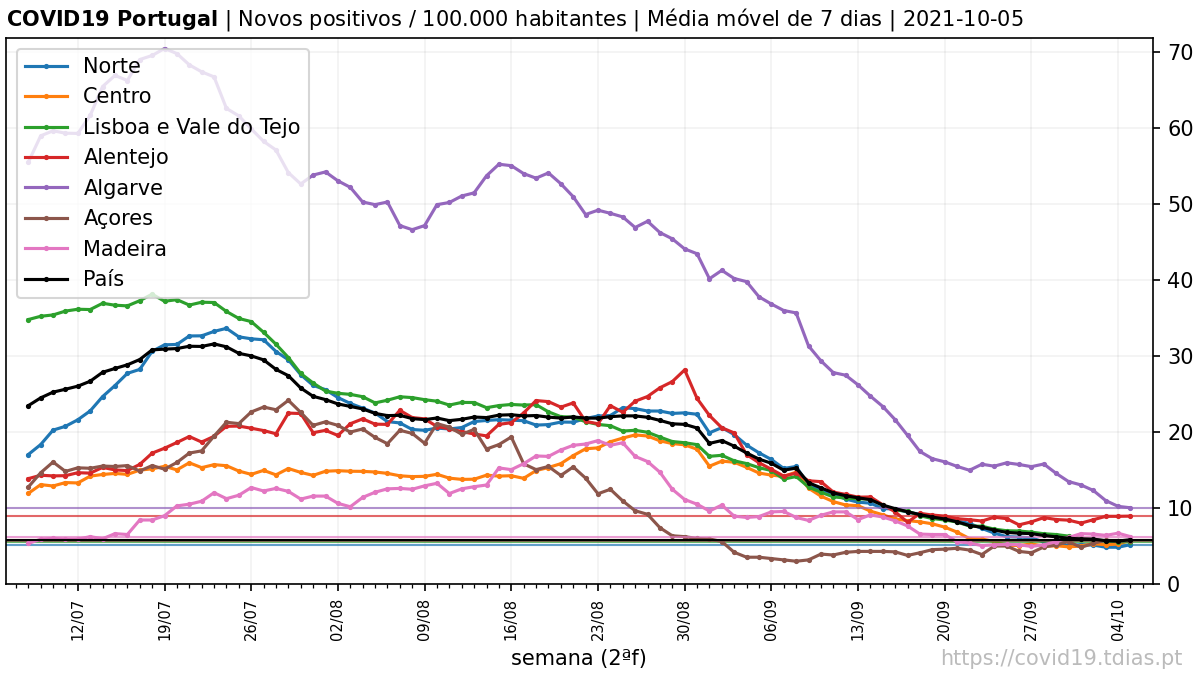 COVID19 Portugal | Novos positivos / 100.000 habitantes | Média móvel de 7 dias | 2021-10-05
Norte
Centro
Lisboa e Vale do Tejo
Alentejo
Algarve
Açores
Madeira
País
70
60
50
40
30
20
10
0
12/07 19/07 26/07 02/08 09/08 16/08 23/08 30/08 06/09 13/09 20/09 27/09 04/10
semana (2ªf)
https://covid19.tdias.pt